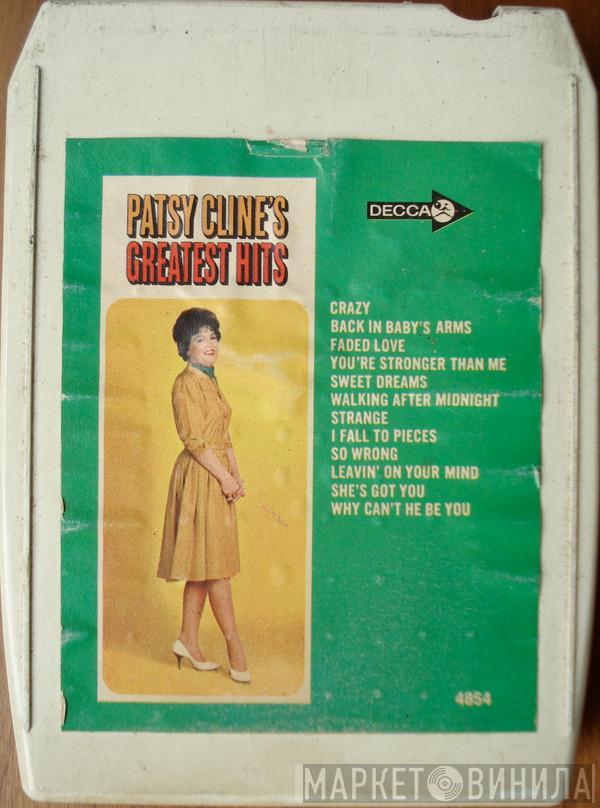 PATSY CLINE'S
GREATEST HITS
DECCA
CRAZY
BACK IN BABY'S ARMS
FADED LOVE
YOU'RE STRONGER THAN ME
SWEET DREAMS
WALKING AFTER MIDNIGHT
STRANGE
I FALL TO PIECES
SO WRONG
LEAVIN' ON YOUR MIND
SHE'S GOT YOU
WHY CAN'T HE BE YOU
4854
МАРКЕТ ВИНИЛА